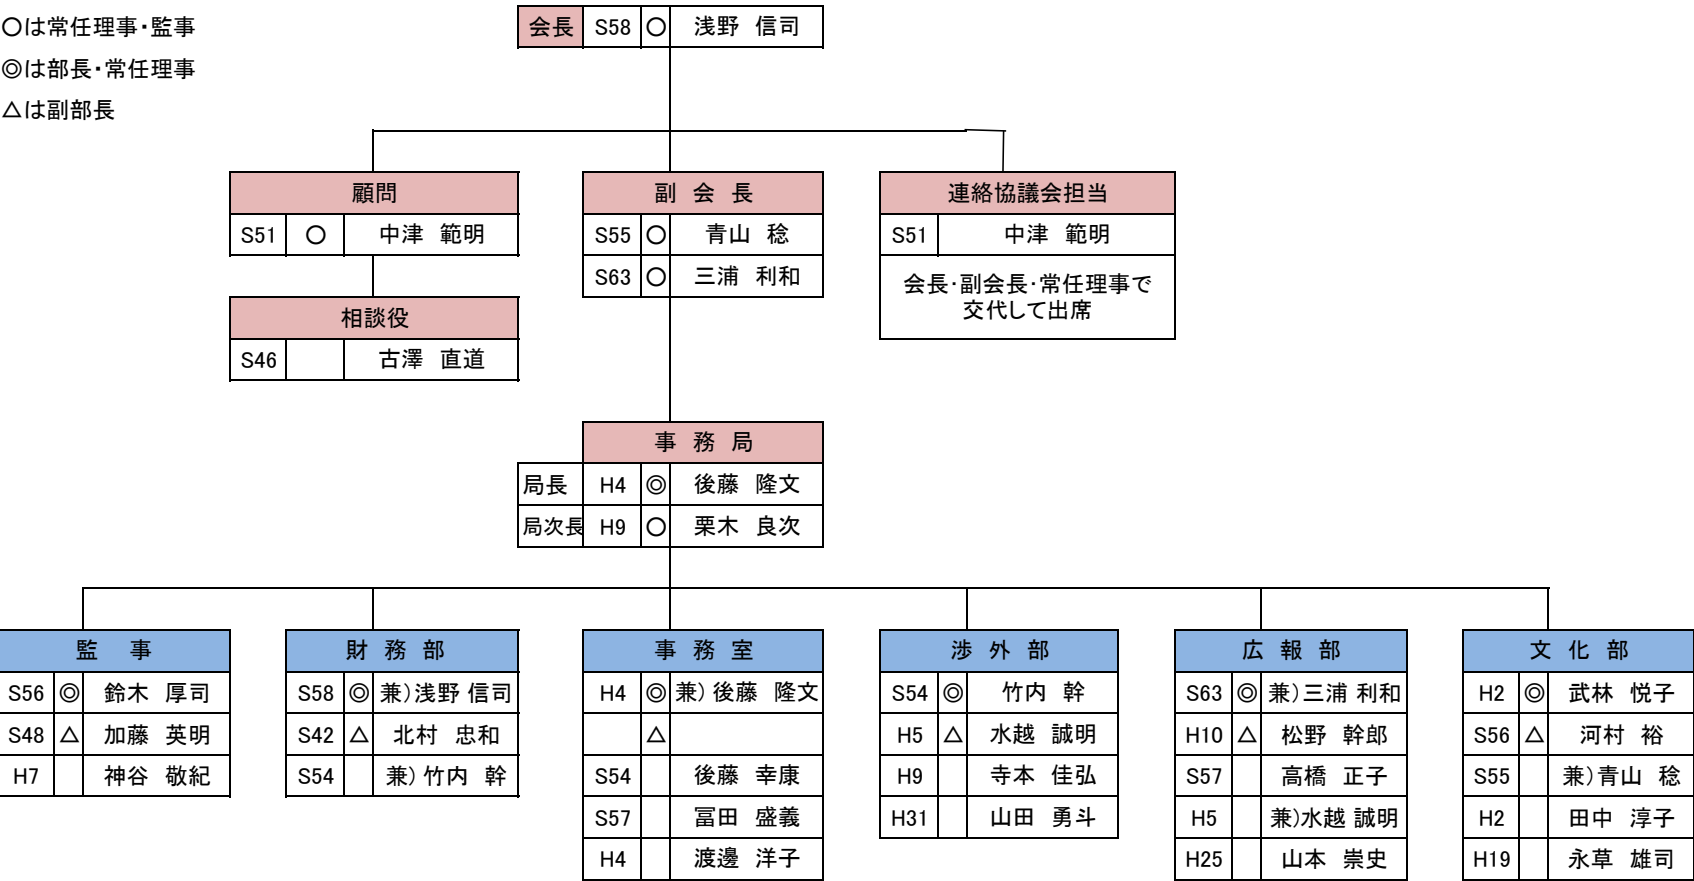 〇は常任理事・監事
◎は部長・常任理事
△は副部長
会長 S58 〇 浅野 信司
顧問
S51 〇 中津 範明
相談役
S46 古澤 直道
副 会 長
S55 〇 青山 稔
S63 〇 三浦 利和
連絡協議会担当
S51 中津 範明
会長・副会長・常任理事で
交代して出席
事 務 局
局長 H4 ◎ 後藤 隆文
局次長 H9 〇 栗木 良次
監 事
S56 ◎ 鈴木 厚司
S48 △ 加藤 英明
H7 神谷 敬紀
財 務 部
S58 ◎ 兼)浅野 信司
S42 △ 北村 忠和
S54 兼)竹内 幹
事 務 室
H4 ◎ 兼)後藤 隆文
△
S54 後藤 幸康
S57 冨田 盛義
H4 渡邊 洋子
渉 外 部
S54 ◎ 竹内 幹
H5 △ 水越 誠明
H9 寺本 佳弘
H31 山田 勇斗
広 報 部
S63 ◎ 兼)三浦 利和
H10 △ 松野 幹郎
S57 高橋 正子
H5 兼)水越 誠明
H25 山本 崇史
文 化 部
H2 ◎ 武林 悦子
S56 △ 河村 裕
S55 兼)青山 稔
H2 田中 淳子
H19 永草 雄司